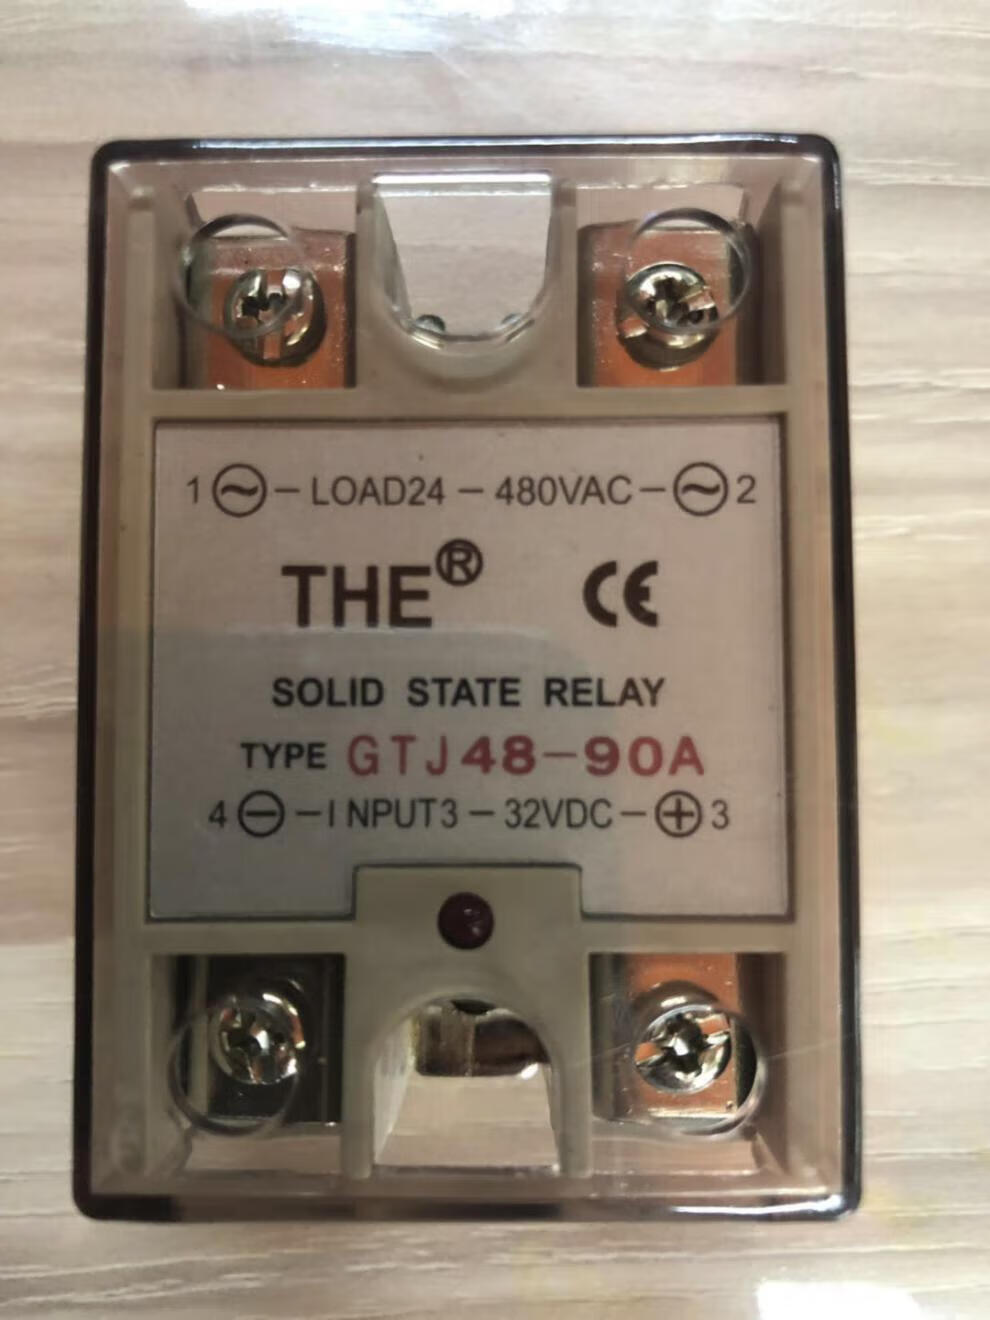 1 ~ - LOAD24 - 480VAC - ~ 2
THE® CE
SOLID STATE RELAY
TYPE GTJ48-90A
4 ⊖ - I NPUT3 - 32VDC - ⊕ 3